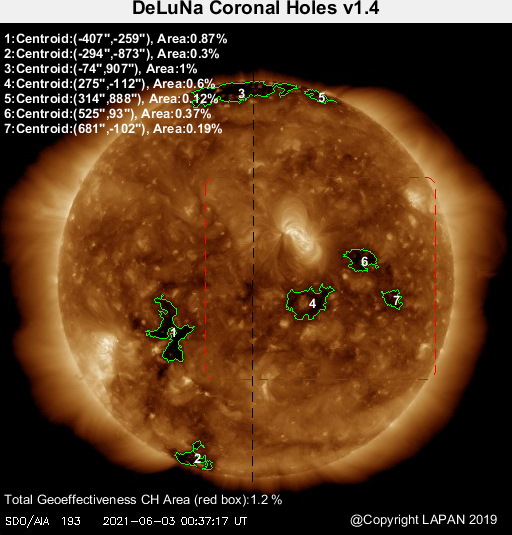 DeLuNa Coronal Holes v1.4
1:Centroid:(-407",-259"), Area:0.87%
2:Centroid:(-294",-873"), Area:0.3%
3:Centroid:(-74",907"), Area:1%
4:Centroid:(275",-112"), Area:0.6%
5:Centroid:(314",888"), Area:0.12%
6:Centroid:(525",93"), Area:0.37%
7:Centroid:(681",-102"), Area:0.19%
3
5
6
7
4
1
2
Total Geoeffectiveness CH Area (red box):1.2 %
SDO/AIA 193 2021-06-03 00:37:17 UT
@Copyright LAPAN 2019